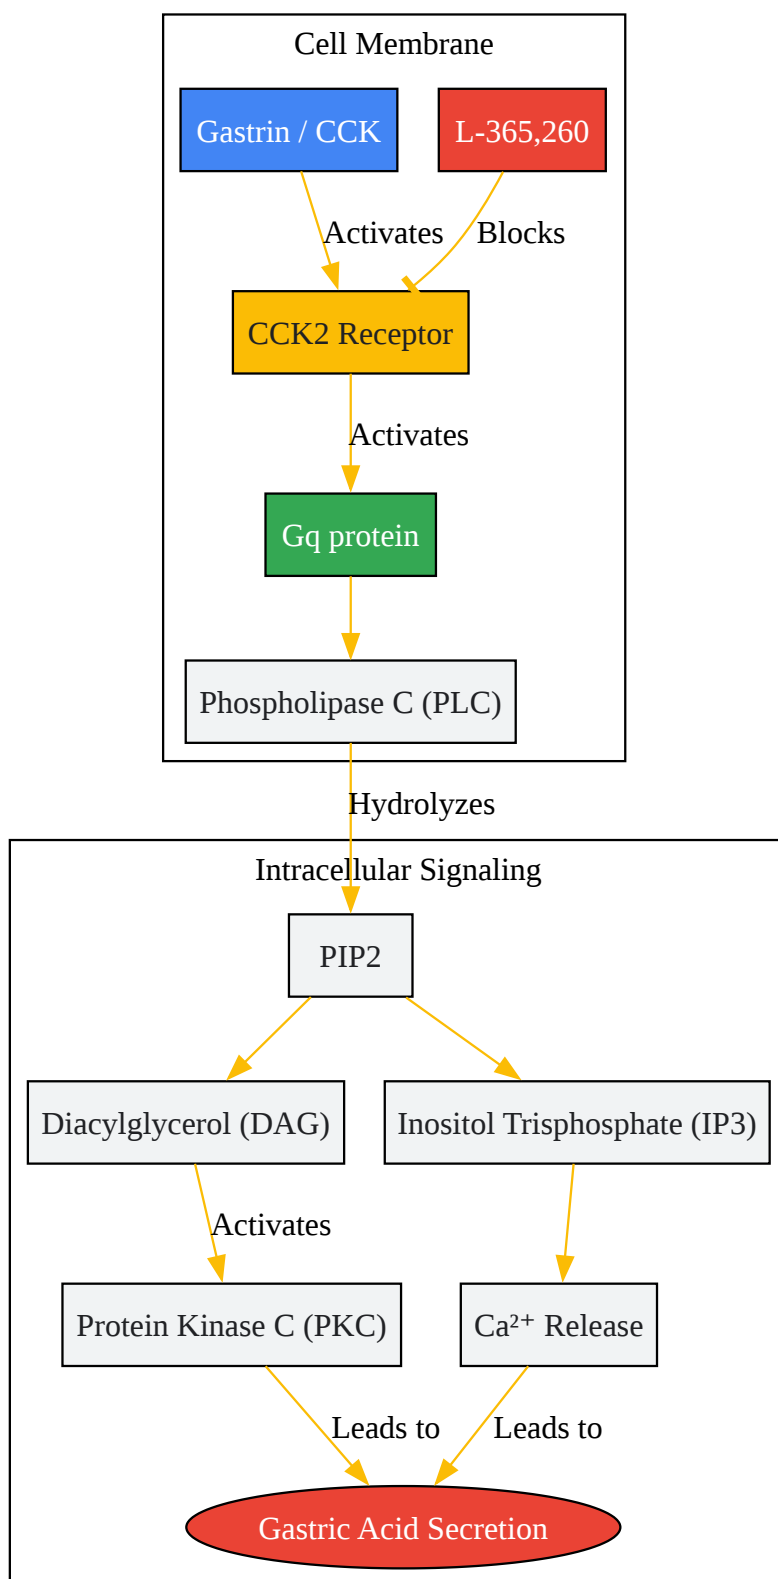 Cell Membrane
Gastrin / CCK
L-365,260
Activates
Blocks
CCK2 Receptor
Activates
Gq protein
Phospholipase C (PLC)
Hydrolyzes
Intracellular Signaling
PIP2
Diacylglycerol (DAG)
Inositol Trisphosphate (IP3)
Activates
Protein Kinase C (PKC)
Ca²⁺ Release
Leads to
Leads to
Gastric Acid Secretion